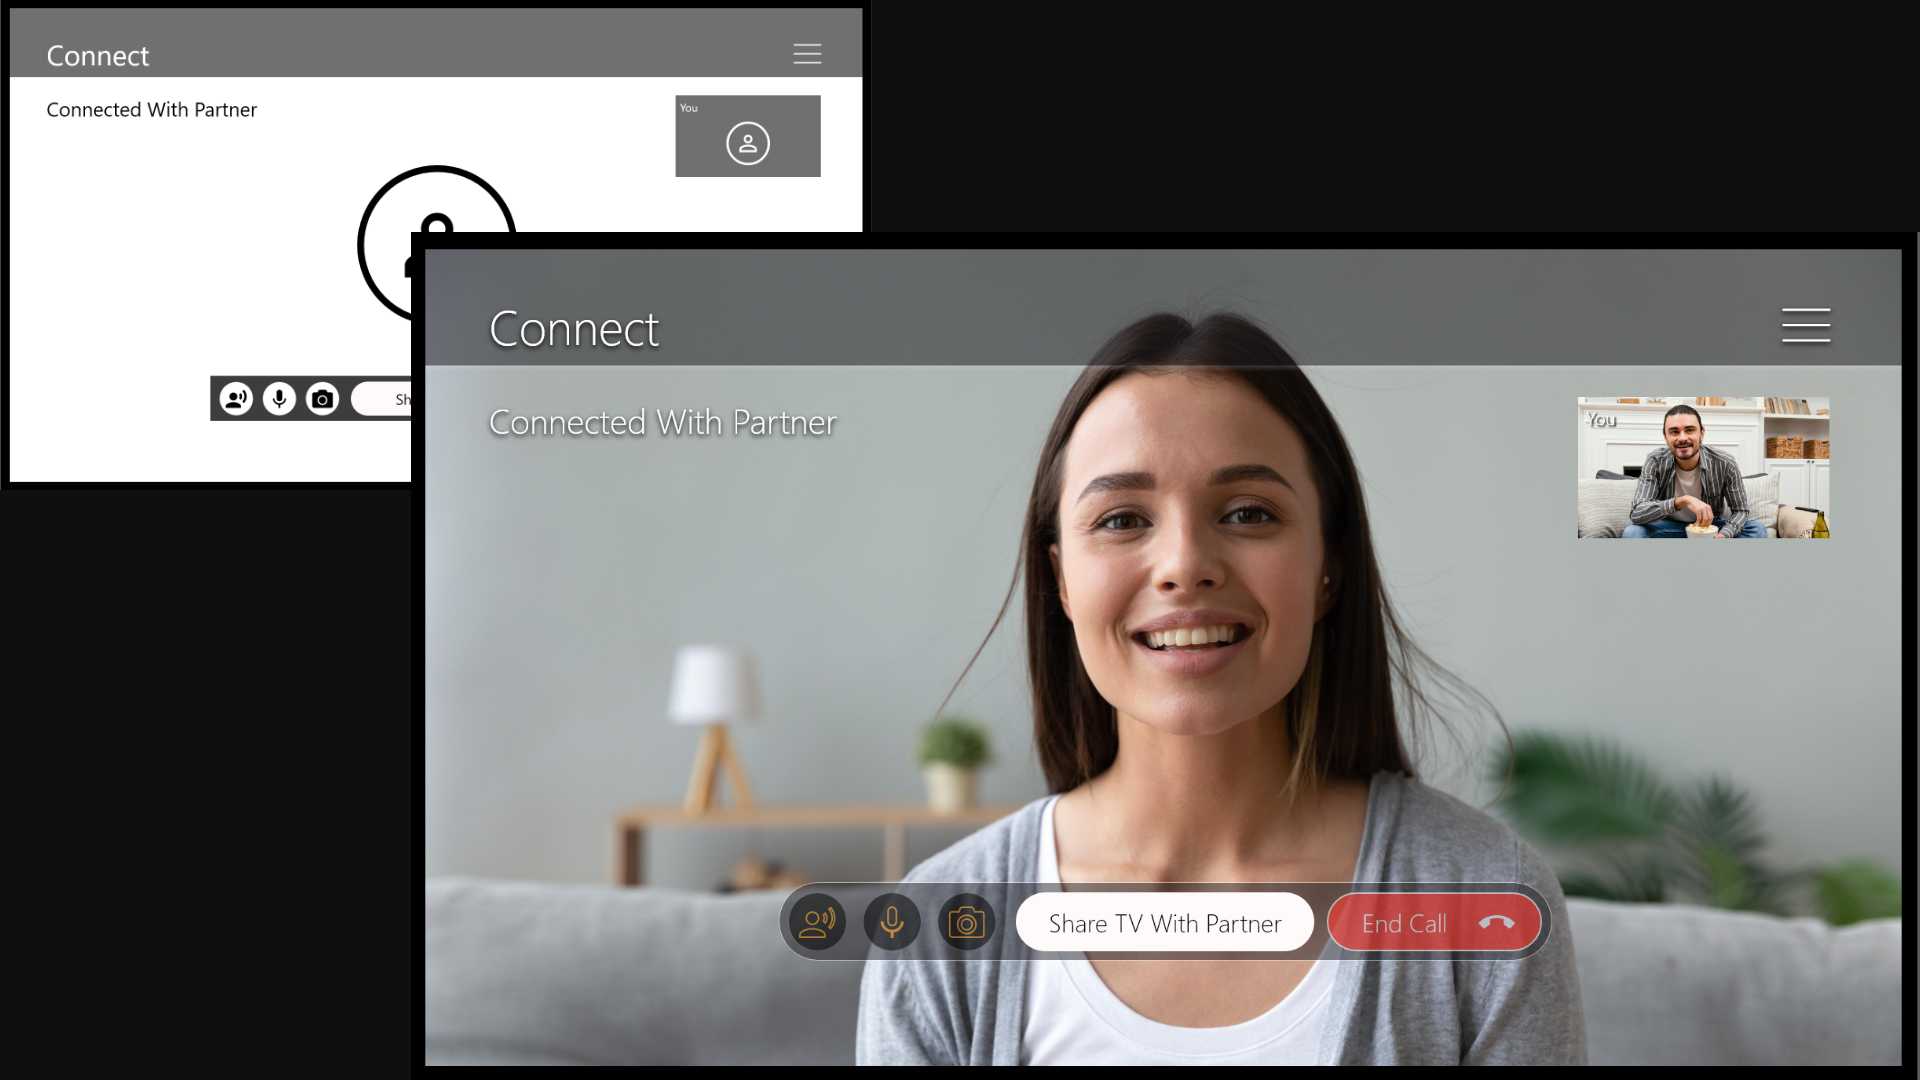 Connect
Connected With Partner
You
Sh
Connect
Connected With Partner
You
Share TV With Partner
End Call